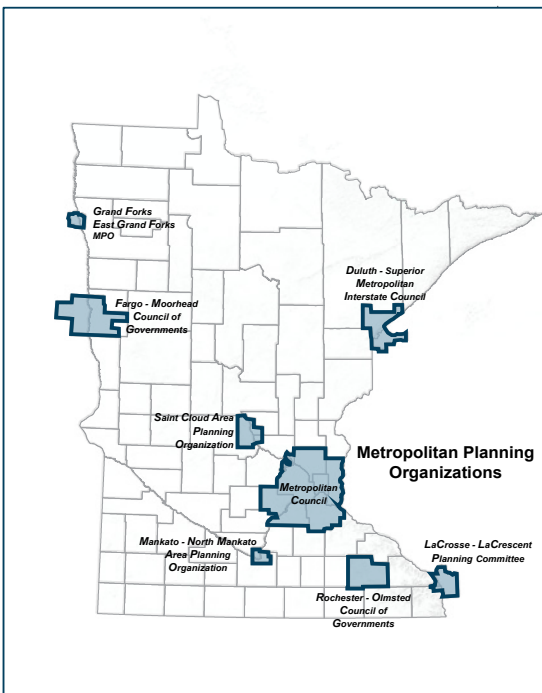 Grand Forks
East Grand Forks
MPO
Duluth - Superior
Metropolitan
Interstate Council
Fargo - Moorhead
Council of
Governments
Saint Cloud Area
Planning
Organization
Metropolitan Planning
Organizations
Metropolitan
Council
Mankato - North Mankato
Area Planning
Organization
LaCrosse - LaCrescent
Planning Committee
Rochester - Olmsted
Council of
Governments